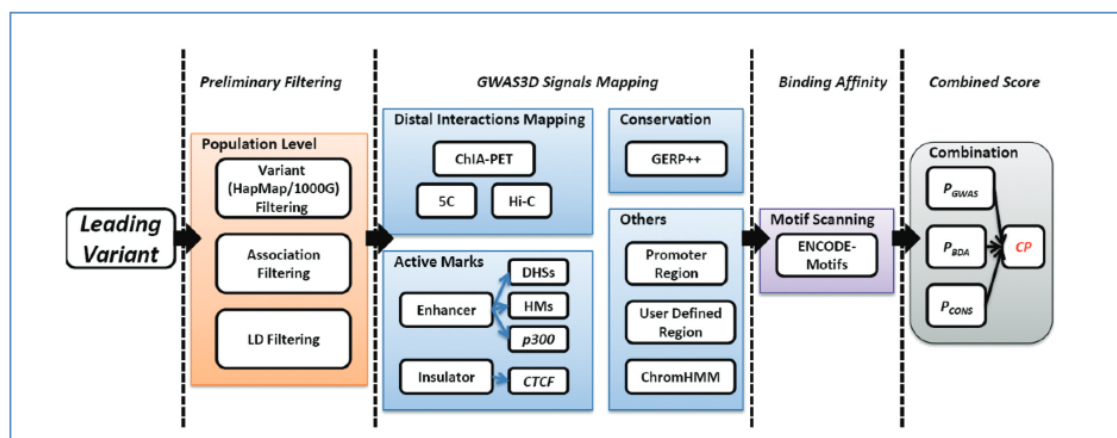 Preliminary Filtering
GWAS3D Signals Mapping
Binding Affinity
Combined Score
Leading
Variant
Population Level
Variant
(HapMap/1000G)
Filtering
Association
Filtering
LD Filtering
Distal Interactions Mapping
ChIA-PET
5C
Hi-C
Active Marks
Enhancer
DHSs
HMs
p300
Insulator
CTCF
Conservation
GERP++
Others
Promoter
Region
User Defined
Region
ChromHMM
Motif Scanning
ENCODE-
Motifs
Combination
PGWAS
PBDA
PCONS
CP